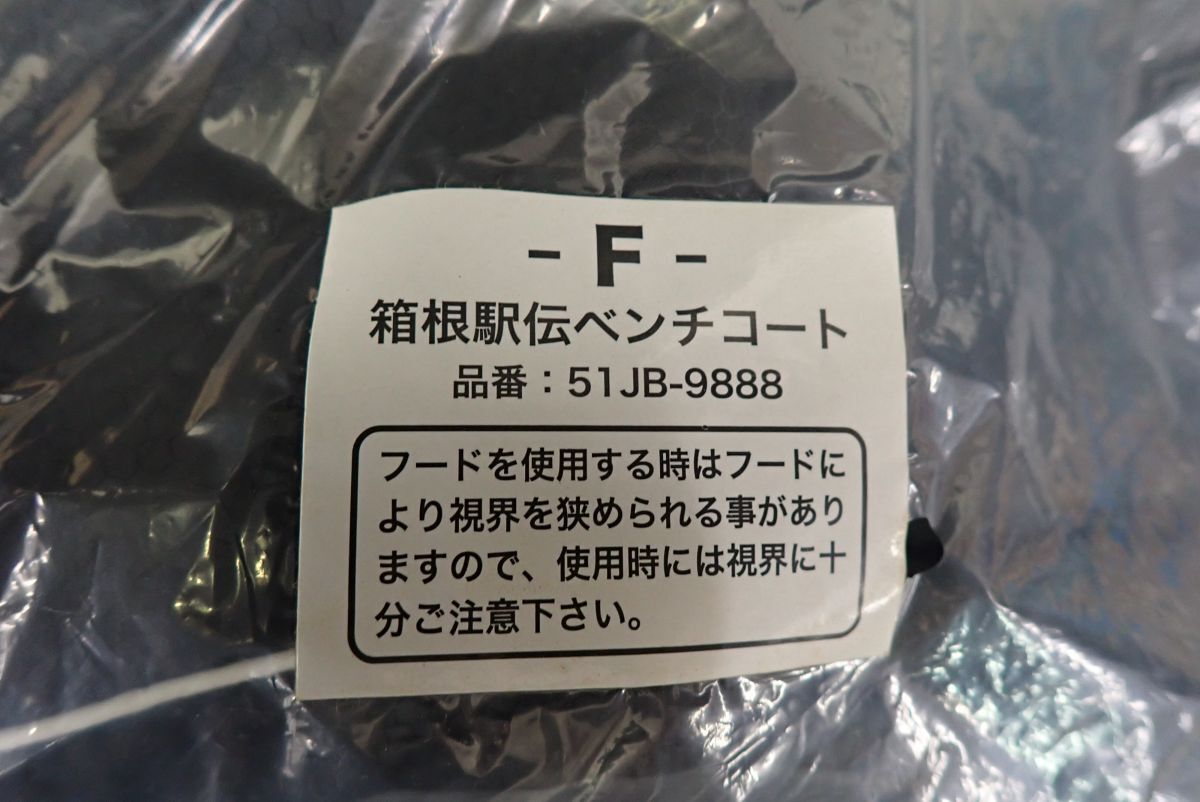 - F -
箱根駅伝ベンチコート
品番：51JB-9888
フードを使用する時はフードに
より視界を狭められる事があり
ますので、使用時には視界に十
分ご注意下さい。